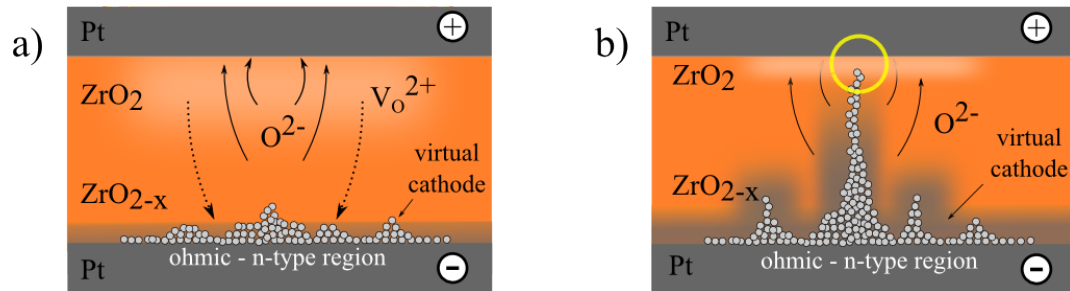 a)
Pt
+
ZrO2
VO2+
O2-
virtual
cathode
ZrO2-x
ohmic - n-type region
Pt
-
b)
Pt
+
ZrO2
O2-
virtual
cathode
ZrO2-x
ohmic - n-type region
Pt
-